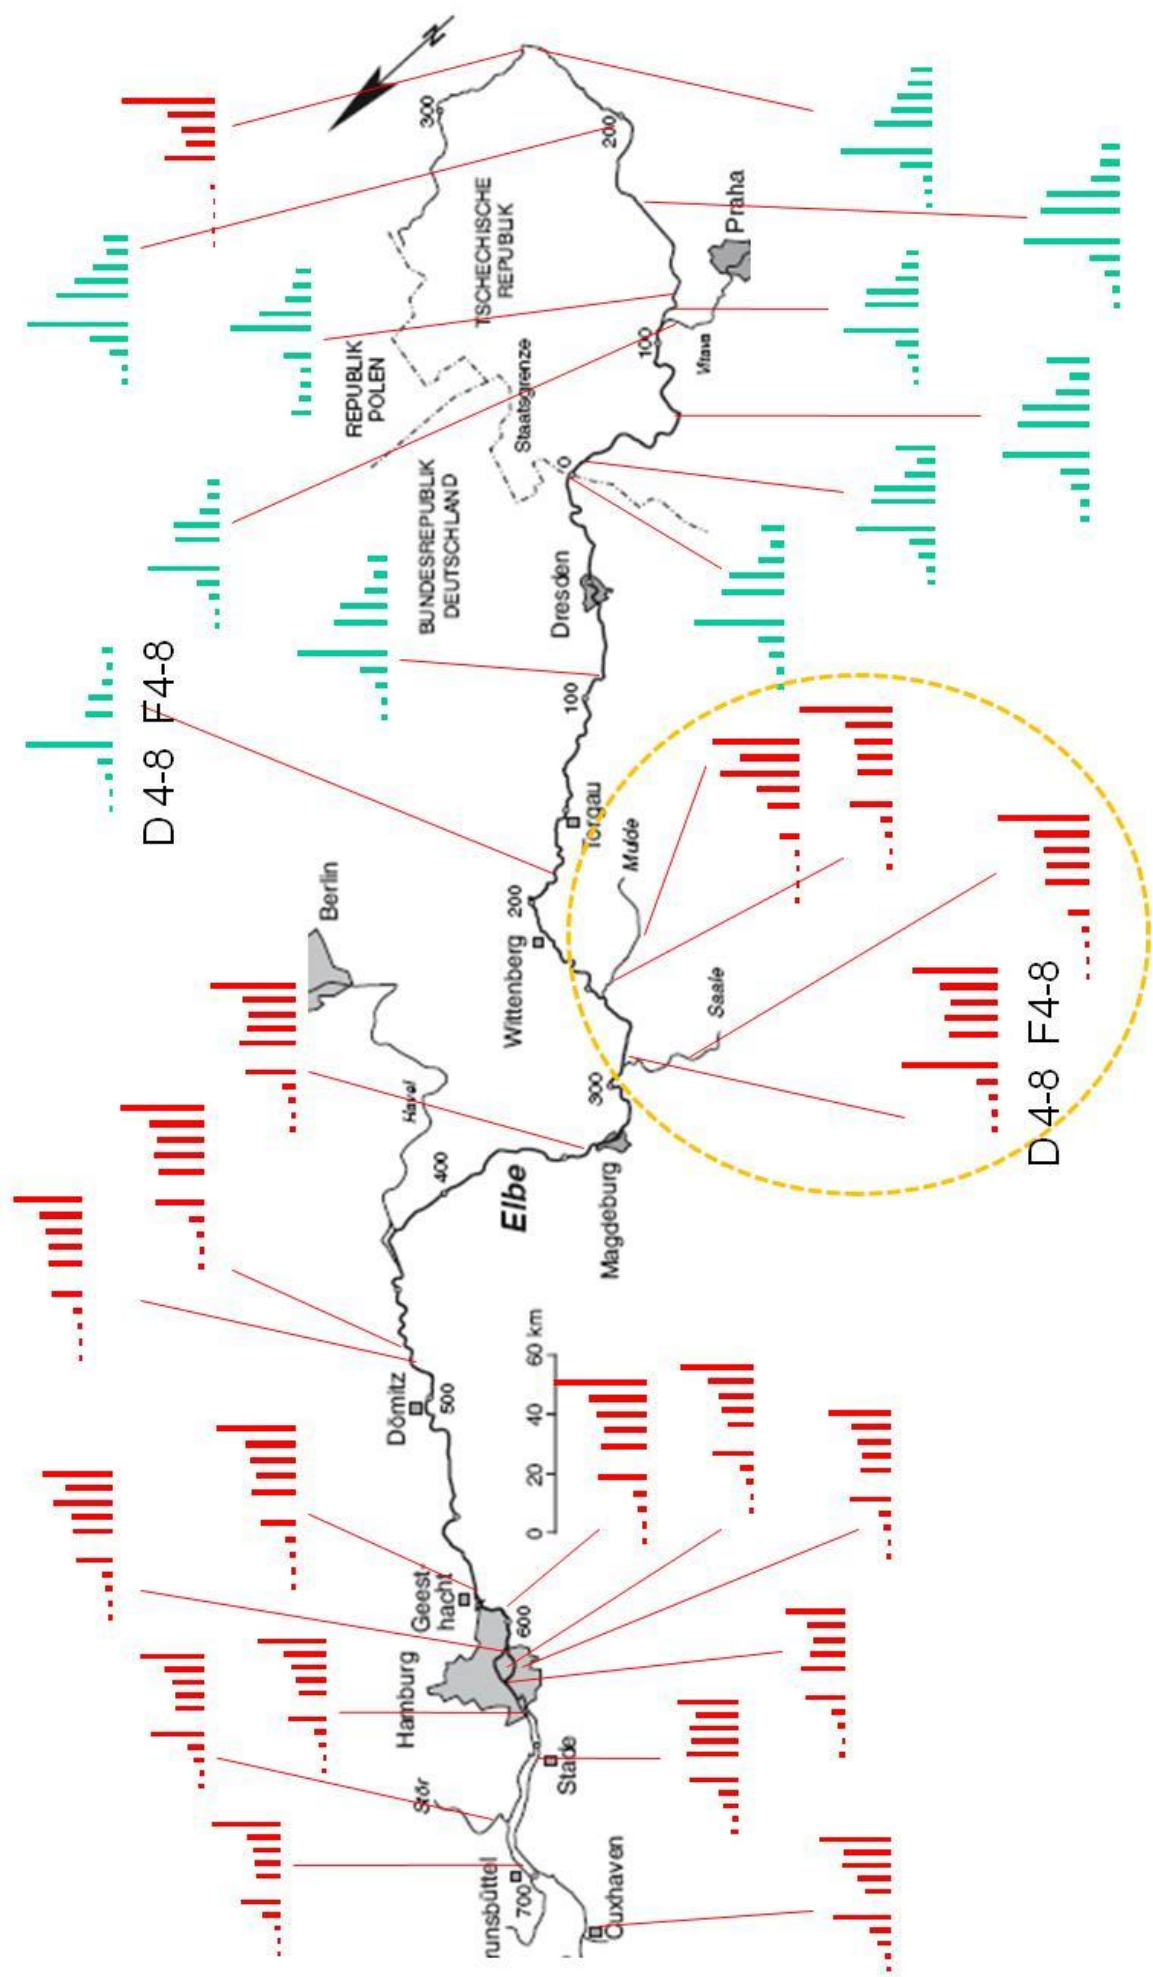 N
300
200
TSCHECHISCHE
REPUBLIK
Praha
REPUBLIK
POLEN
Staatsgrenze
100
Vltava
0
BUNDESREPUBLIK
DEUTSCHLAND
Dresden
D 4-8 F4-8
100
Torgau
Mulde
Berlin
200
Wittenberg
Saale
D4-8 F4-8
300
Havel
400
Elbe
Magdeburg
0 20 40 60 km
Dömitz
500
Geest-
hacht
600
Hamburg
Stade
Stör
runsbüttel
700
Cuxhaven